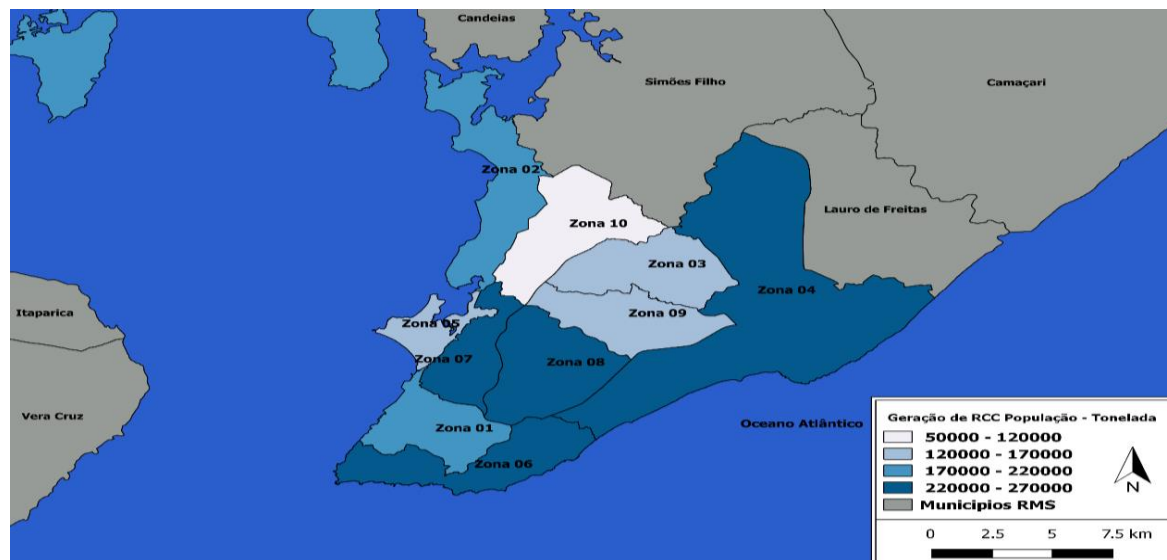 Candeias
Simões Filho
Camaçari
Zona 02
Lauro de Freitas
Zona 10
Zona 03
Zona 04
Itaparica
Zona 05
Zona 09
Zona 07
Zona 08
Vera Cruz
Zona 01
Oceano Atlântico
Zona 06
Geração de RCC População - Tonelada
50000 - 120000
120000 - 170000
170000 - 220000
220000 - 270000
Municipios RMS
N
0 2.5 5 7.5 km